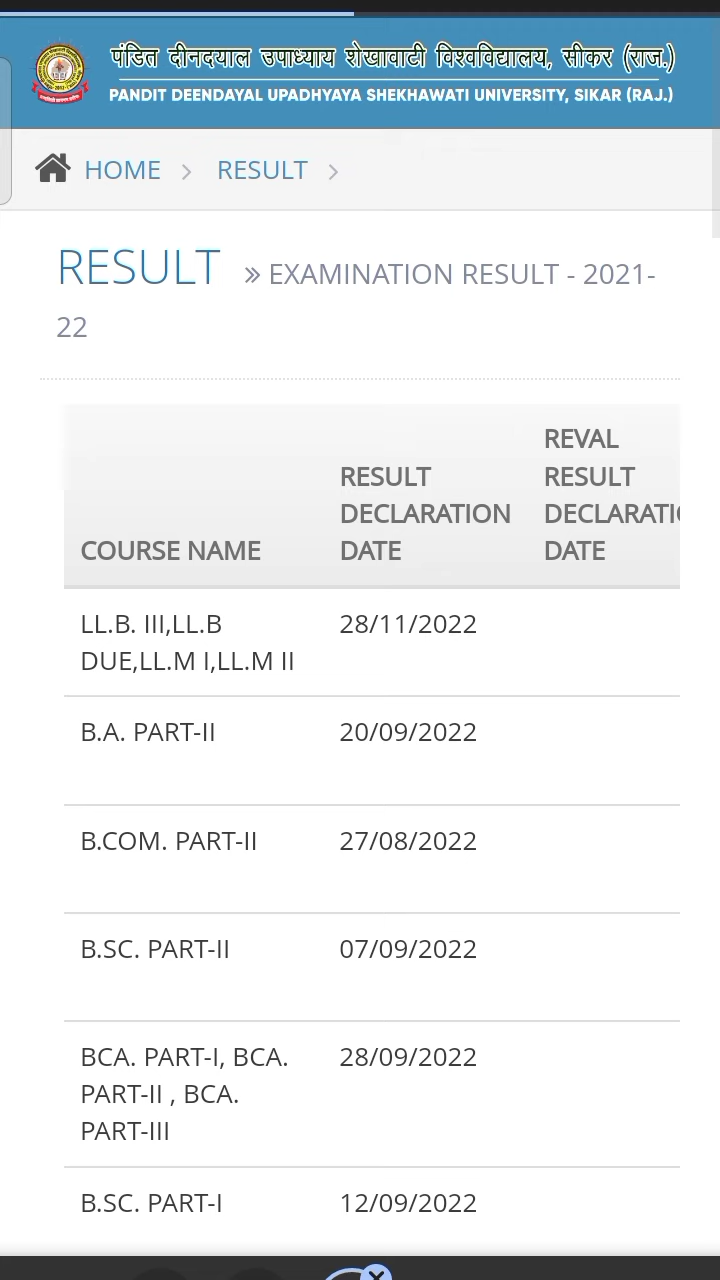 पंडित दीनदयाल उपाध्याय शेखावाटी विश्वविद्यालय, सीकर (राज.)
PANDIT DEENDAYAL UPADHYAYA SHEKHAWATI UNIVERSITY, SIKAR (RAJ.)
HOME > RESULT >
RESULT » EXAMINATION RESULT - 2021-
22
COURSE NAME RESULT DECLARATION DATE REVAL RESULT DECLARATI DATE
LL.B. III,LL.B 28/11/2022
DUE,LL.M I,LL.M II
B.A. PART-II 20/09/2022
B.COM. PART-II 27/08/2022
B.SC. PART-II 07/09/2022
BCA. PART-I, BCA. 28/09/2022
PART-II , BCA.
PART-III
B.SC. PART-I 12/09/2022